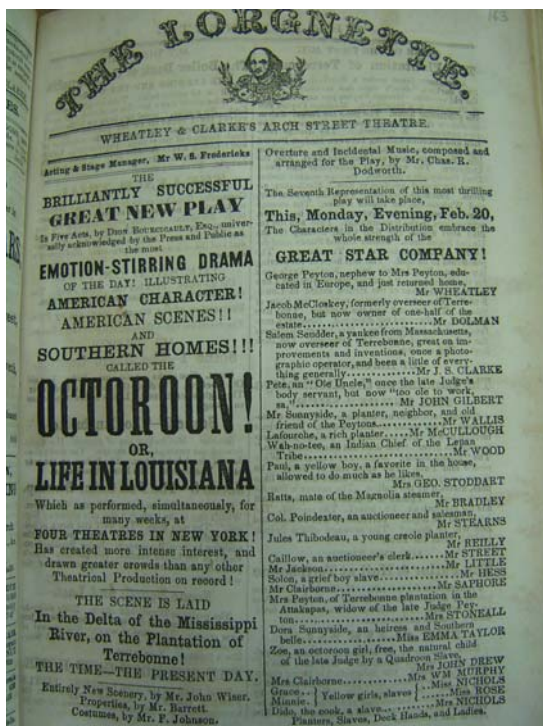 163
THE LORGNETTE.
WHEATLEY & CLARKE'S ARCH STREET THEATRE.
Acting & Stage Manager, Mr W. S. Fredericks
THE
BRILLIANTLY SUCCESSFUL
GREAT NEW PLAY
In Five Acts, by DION BOURCICAULT, ESQ., univer-
sally acknowledged by the Press and Public as
the most
EMOTION-STIRRING DRAMA
OF THE DAY! ILLUSTRATING
AMERICAN CHARACTER!
AMERICAN SCENES!!
AND
SOUTHERN HOMES!!!
CALLED THE
OCTOROON!
OR,
LIFE IN LOUISIANA
Which as performed, simultaneously, for
many weeks, at
FOUR THEATRES IN NEW YORK!
Has created more intense interest, and
drawn greater crowds than any other
Theatrical Production on record!
THE SCENE IS LAID
In the Delta of the Mississippi
River, on the Plantation of
Terrebonne!
THE TIME—THE PRESENT DAY.
Entirely New Scenery, by Mr. John Wiser.
Properties, by Mr. Barrett.
Costumes, by Mr. F. Johnson.
Overture and Incidental Music, composed and
arranged for the Play, by Mr. Chas. R.
Dodworth.
The Seventh Representation of this most thrilling
play will take place,
This, Monday, Evening, Feb. 20,
The Characters in the Distribution embrace the
whole strength of the
GREAT STAR COMPANY!
George Peyton, nephew to Mrs Peyton, edu-
cated in Europe, and just returned home,
Mr WHEATLEY
Jacob McCloskey, formerly overseer of Terre-
bonne, but now owner of one-half of the
estate....................Mr DOLMAN
Salem Scudder, a yankee from Massachusetts,
now overseer of Terrebonne, great on im-
provements and inventions, once a photo-
graphic operator, and been a little of every-
thing generally..........Mr J. S. CLARKE
Pete, an "Ole Uncle," once the late Judge's
body servant, but now "too ole to work,
sa,"..................Mr JOHN GILBERT
Mr Sunnyside, a planter, neighbor, and old
friend of the Peytons.............Mr WALLIS
Lafourche, a rich planter.....Mr McCULLOUGH
Wah-no-tee, an Indian Chief of the Lepan
Tribe........................Mr WOOD
Paul, a yellow boy, a favorite in the house,
allowed to do much as he likes,
Mrs GEO. STODDART
Ratts, mate of the Magnolia steamer,
Mr BRADLEY
Col. Poindexter, an auctioneer and salesman,
Mr STEARNS
Jules Thibodeau, a young creole planter,
Mr REILLY
Caillow, an auctioneer's clerk.......Mr STREET
Mr Jackson.....................Mr LITTLE
Solon, a grief boy slave.............Mr HESS
Mr Clairborne................Mr SAPHORE
Mrs Peyton, of Terrebonne plantation in the
Attakapas, widow of the late Judge Pey-
ton....................Mrs STONEALL
Dora Sunnyside, an heiress and Southern
belle..............Miss EMMA TAYLOR
Zoe, an octoroon girl, free, the natural child
of the late Judge by a Quadroon Slave,
Mrs JOHN DREW
Mrs Clairborne..........Mrs WM MURPHY
Grace.. } Yellow girls, slaves { Miss NICHOLS
Minnie. } Miss ROSE
Dido, the cook, a slave.......Mrs NICHOLS
Planters, Slaves, Deck Hands, and Ladies.